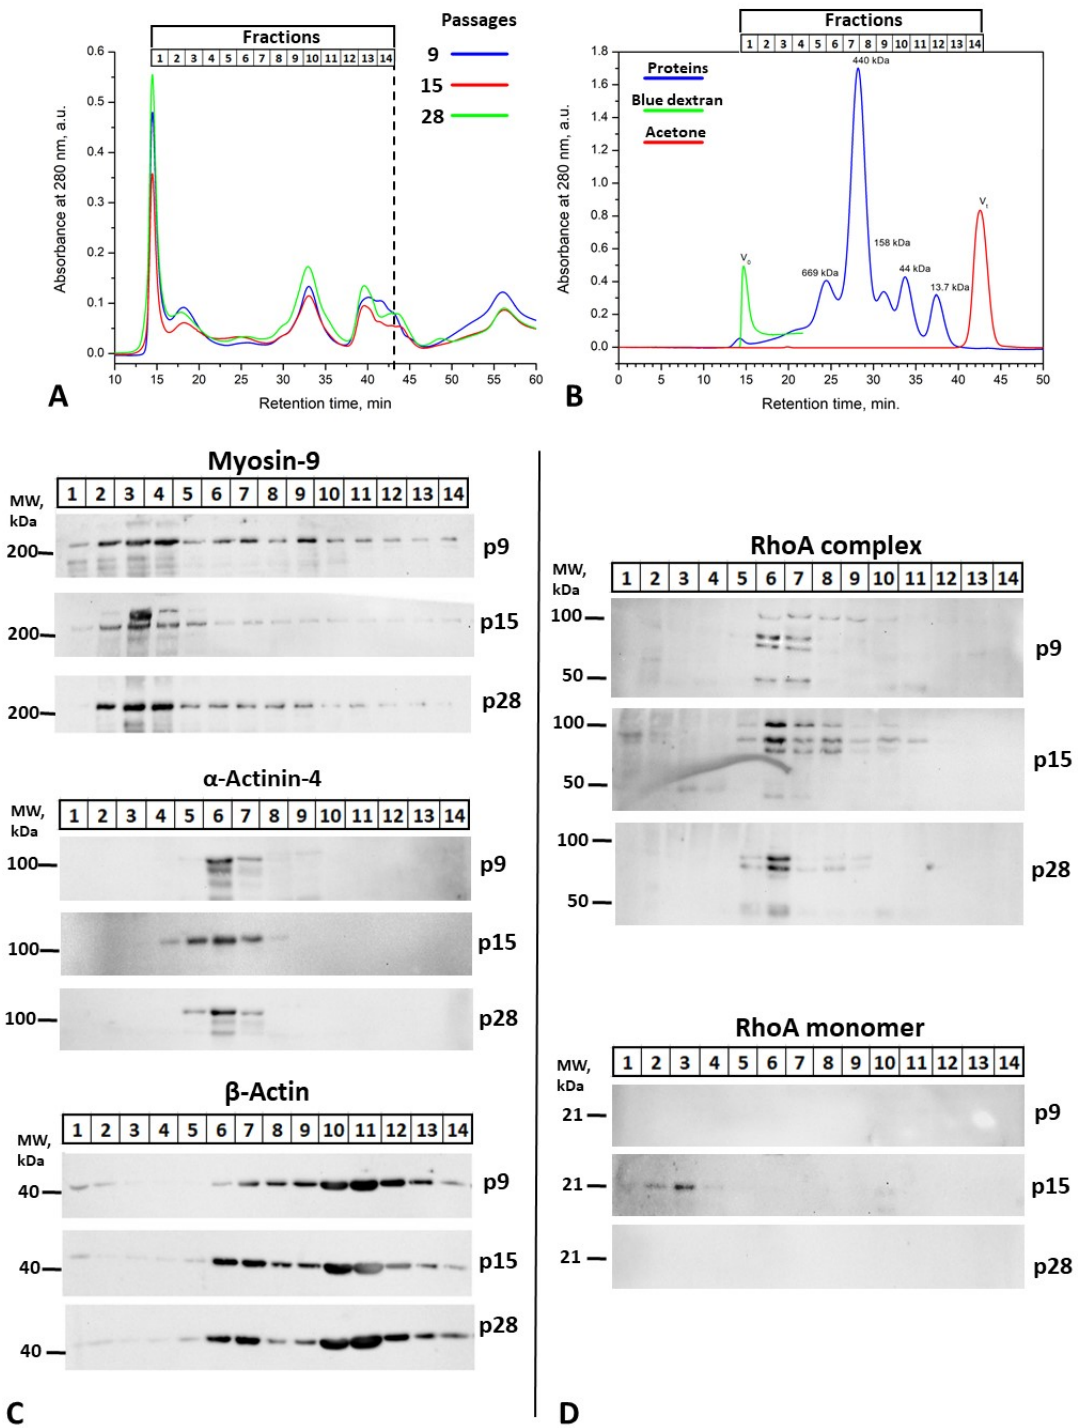 Fractions
1 2 3 4 5 6 7 8 9 10 11 12 13 14
Passages
9
15
28
0.6
0.5
0.4
0.3
0.2
0.1
0.0
Absorbance at 280 nm, a.u.
10 15 20 25 30 35 40 45 50 55 60
Retention time, min
A
Fractions
1 2 3 4 5 6 7 8 9 10 11 12 13 14
1.8
1.6
1.4
1.2
1.0
0.8
0.6
0.4
0.2
0.0
Absorbance at 280 nm, a.u.
Proteins
Blue dextran
Acetone
440 kDa
V₀
669 kDa
158 kDa
44 kDa
13.7 kDa
Vₜ
0 5 10 15 20 25 30 35 40 45 50
Retention time, min.
B
Myosin-9
MW,
kDa
1 2 3 4 5 6 7 8 9 10 11 12 13 14
200
p9
200
p15
200
p28
α-Actinin-4
MW,
kDa
1 2 3 4 5 6 7 8 9 10 11 12 13 14
100
p9
100
p15
100
p28
β-Actin
MW,
kDa
1 2 3 4 5 6 7 8 9 10 11 12 13 14
40
p9
40
p15
40
p28
C
RhoA complex
MW,
kDa
1 2 3 4 5 6 7 8 9 10 11 12 13 14
100
50
p9
100
50
p15
100
50
p28
RhoA monomer
MW,
kDa
1 2 3 4 5 6 7 8 9 10 11 12 13 14
21
p9
21
p15
21
p28
D